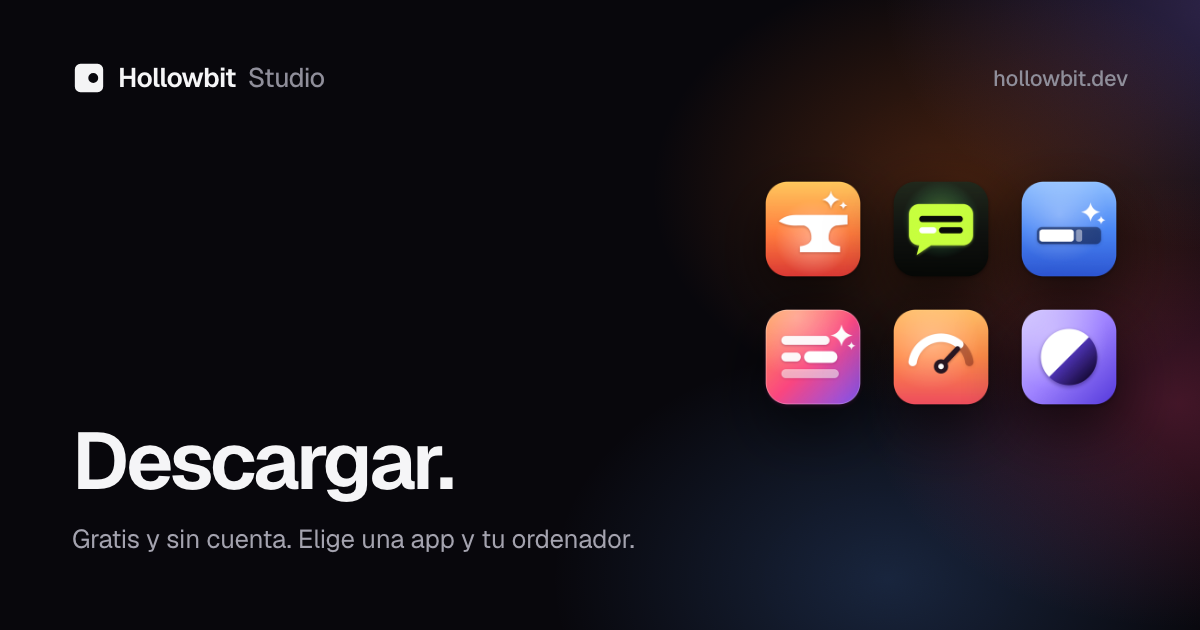 Hollowbit Studio
hollowbit.dev
Descargar.
Gratis y sin cuenta. Elige una app y tu ordenador.